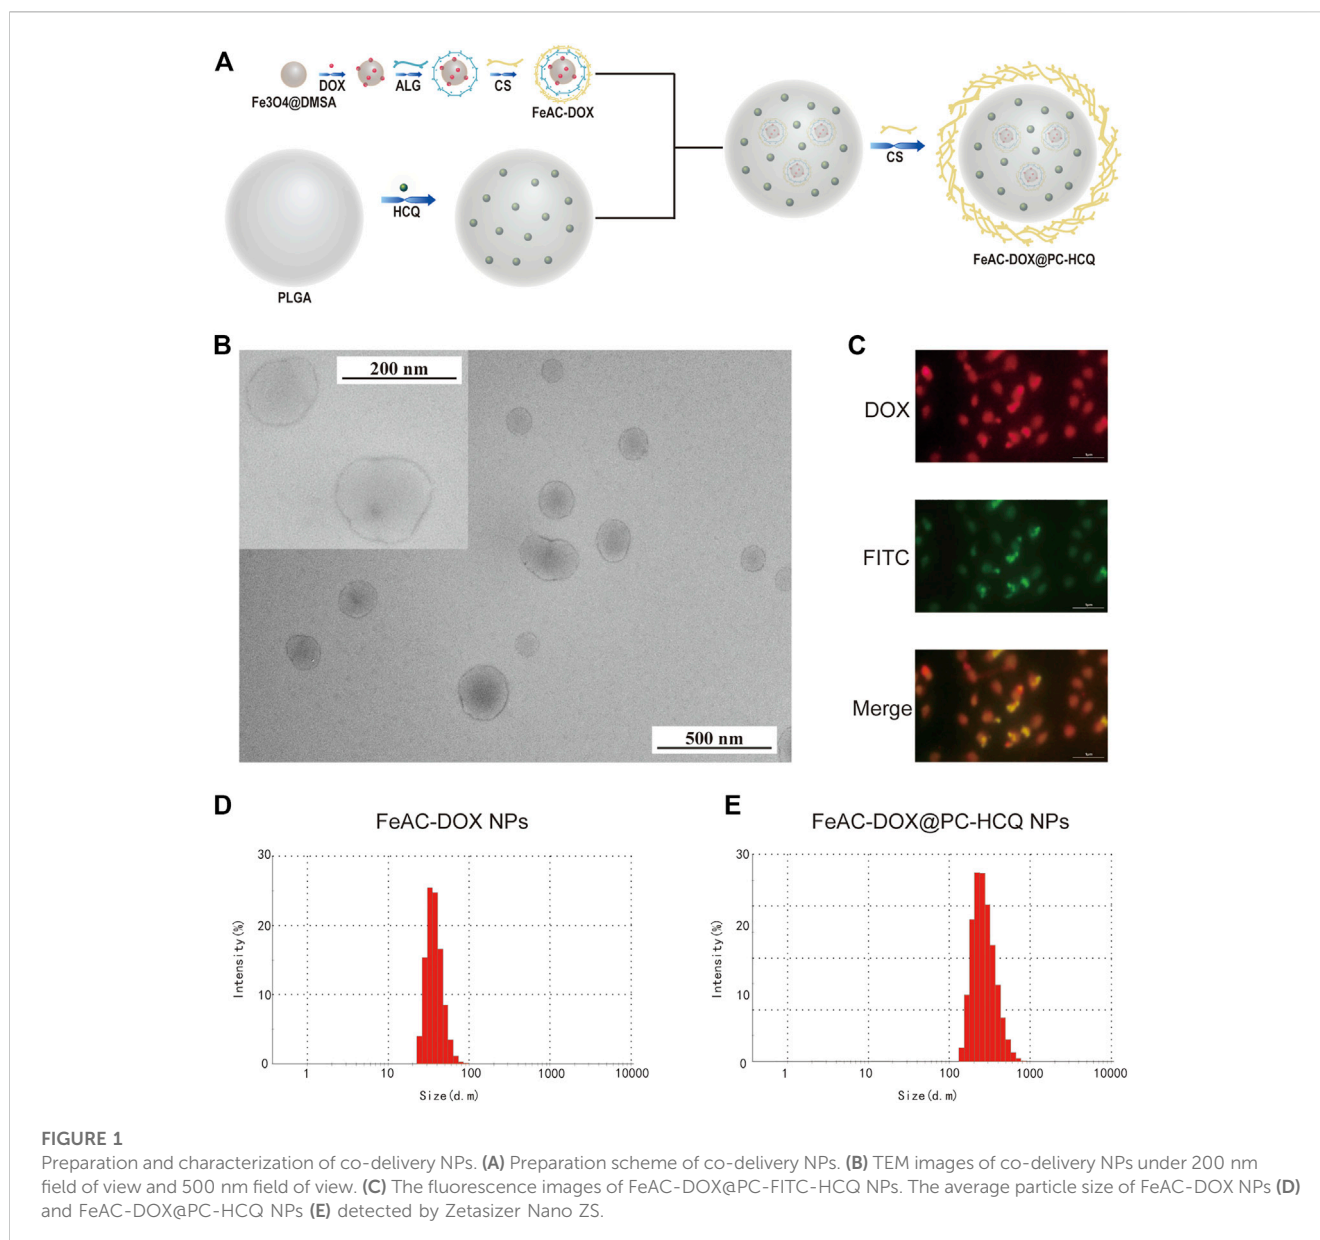 A
DOX
ALG
CS
Fe3O4@DMSA
FeAC-DOX
HCQ
PLGA
CS
FeAC-DOX@PC-HCQ
B
200 nm
500 nm
C
DOX
FITC
Merge
D
FeAC-DOX NPs
30
20
10
0
Intensity(%)
1
10
100
1000
10000
Size(d.m)
E
FeAC-DOX@PC-HCQ NPs
30
20
10
0
Intensity(%)
1
10
100
1000
10000
Size(d.m)
FIGURE 1
Preparation and characterization of co-delivery NPs. (A) Preparation scheme of co-delivery NPs. (B) TEM images of co-delivery NPs under 200 nm
field of view and 500 nm field of view. (C) The fluorescence images of FeAC-DOX@PC-FITC-HCQ NPs. The average particle size of FeAC-DOX NPs (D)
and FeAC-DOX@PC-HCQ NPs (E) detected by Zetasizer Nano ZS.